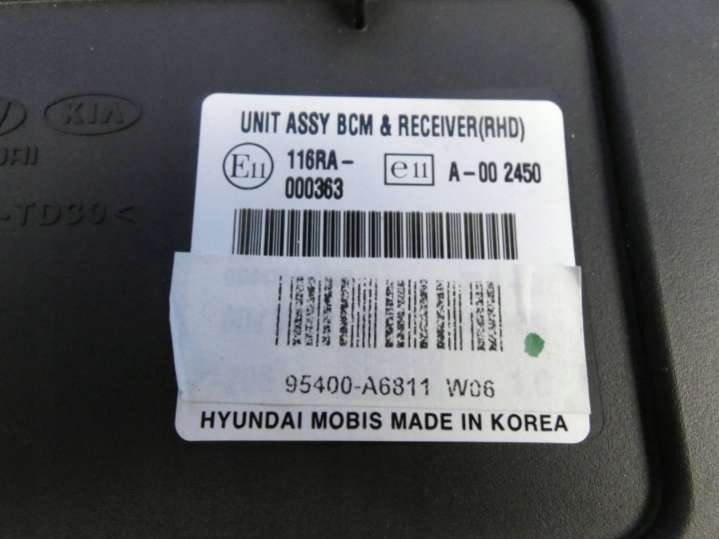 KIA
-TD30<
UNIT ASSY BCM & RECEIVER(RHD)
E11 116RA- e11 A-00 2450
000363
95400-A6811 W06
HYUNDAI MOBIS MADE IN KOREA